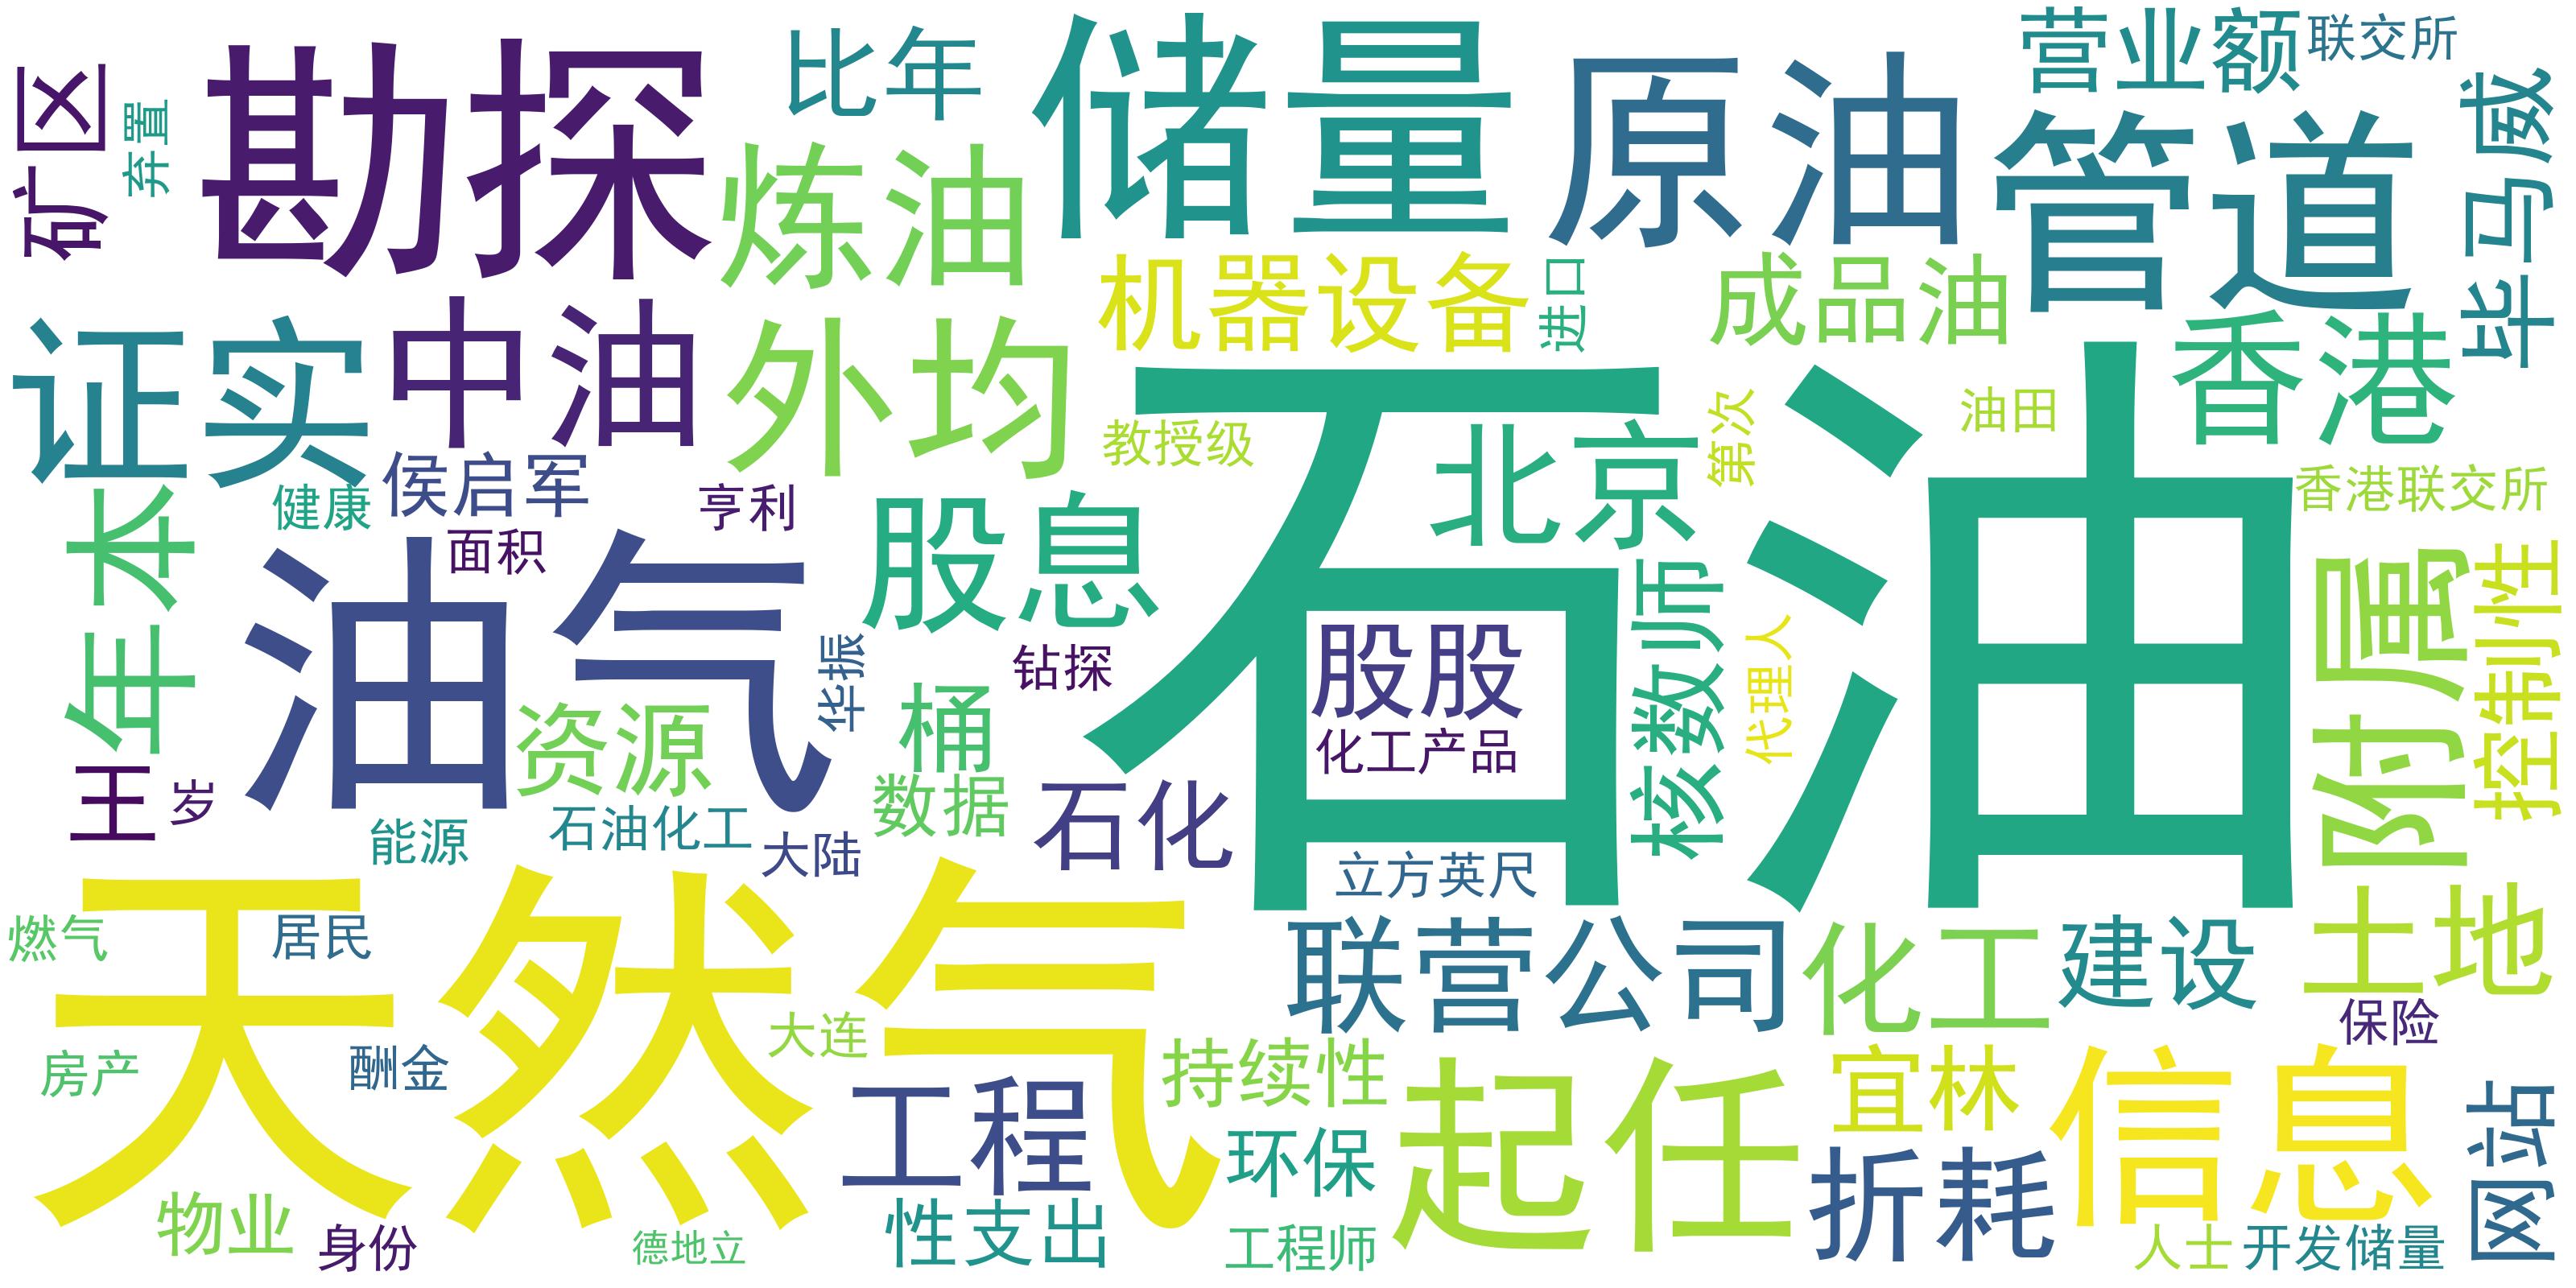 矿区
弃置
勘探
比年
储量
原油
营业额
联交所
毕马威
炼油
管道
机器设备
进口
成品油
香港
证实
中油
外均
教授级
北京
第次
油田
香港联交所
侯启军
健康
面积
亨利
石油
年本
油气
股息
华振
钻探
股股
化工产品
核数师
代理人
附属
控制性
资源
桶
数据
石化
王
岁
能源
石油化工
大陆
立方英尺
天然气
燃气
居民
联营公司
化工
建设
土地
保险
房产
酬金
大连
持续性
工程
起任
宜林
信息
网站
环保
折耗
物业
身份
德地立
性支出
工程师
人士
开发储量